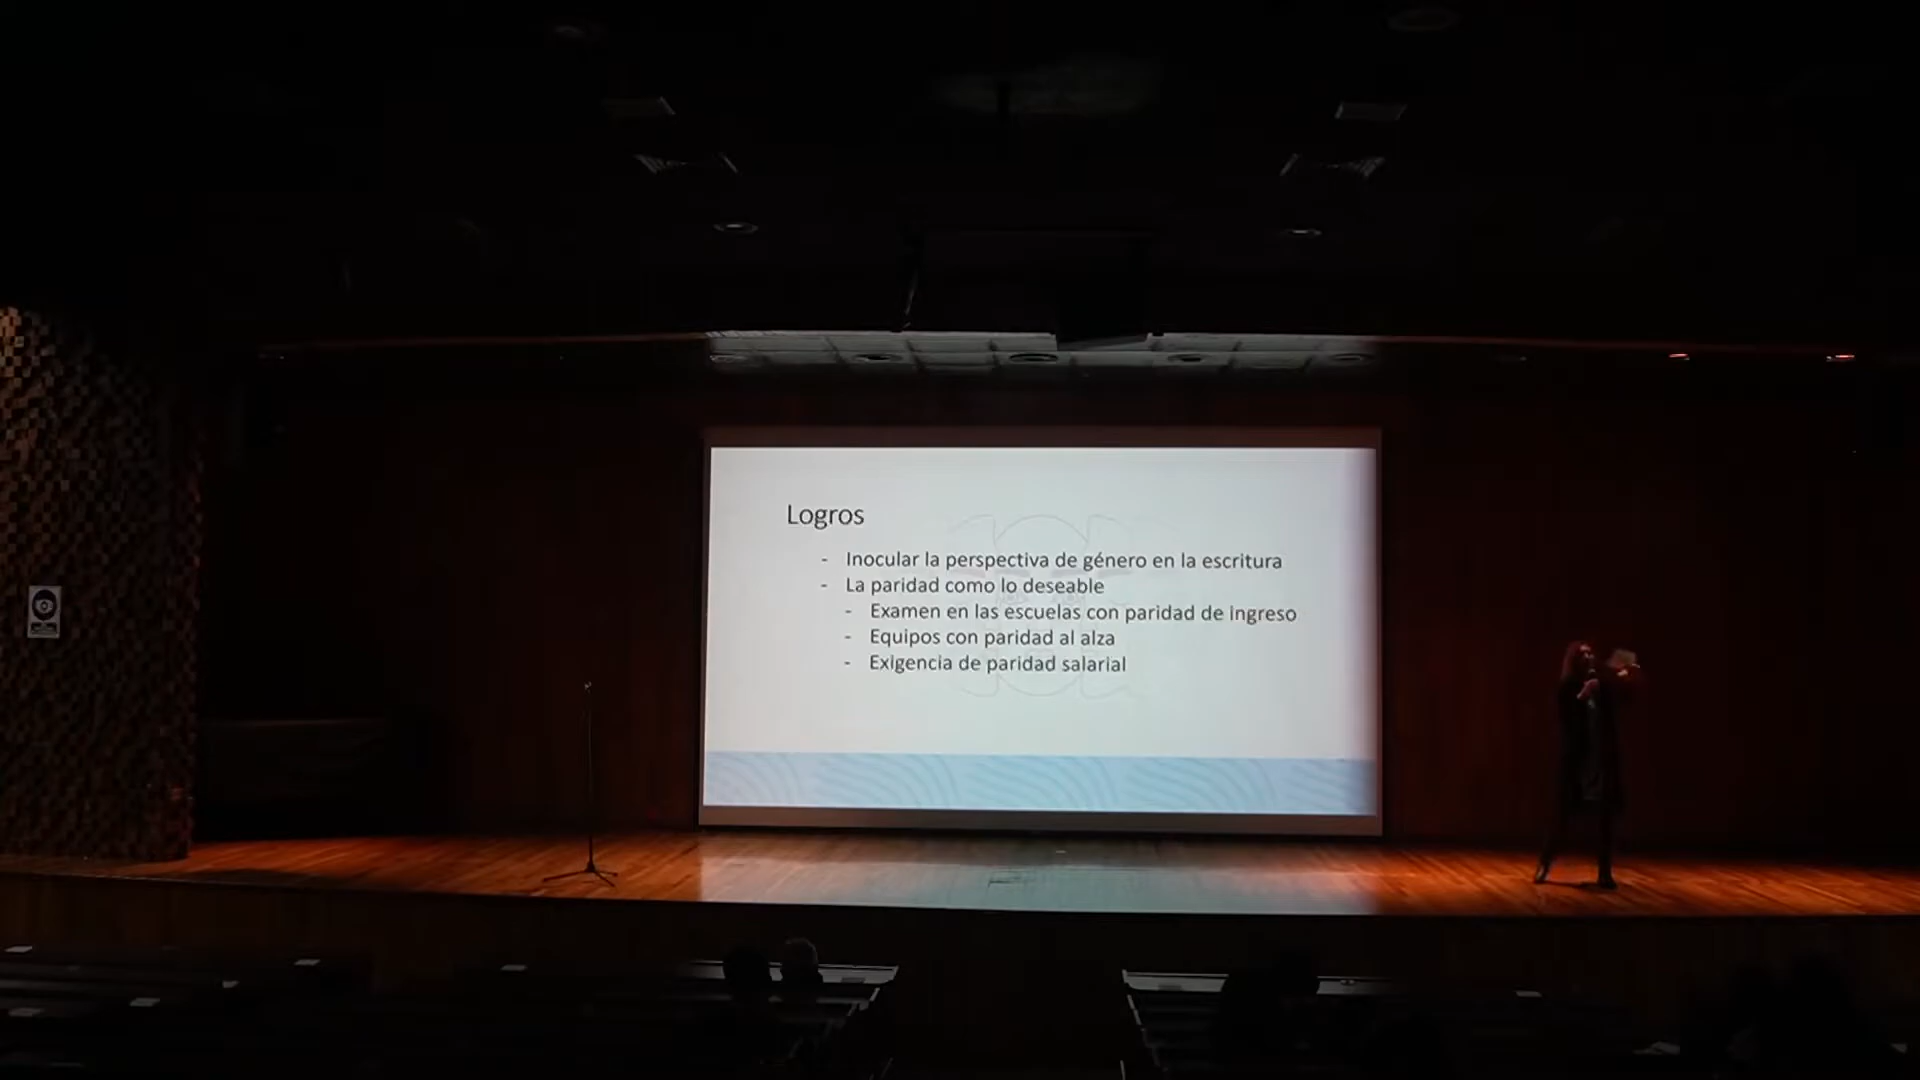 Logros
- Inocular la perspectiva de género en la escritura
- La paridad como lo deseable
- Examen en las escuelas con paridad de ingreso
- Equipos con paridad al alza
- Exigencia de paridad salarial